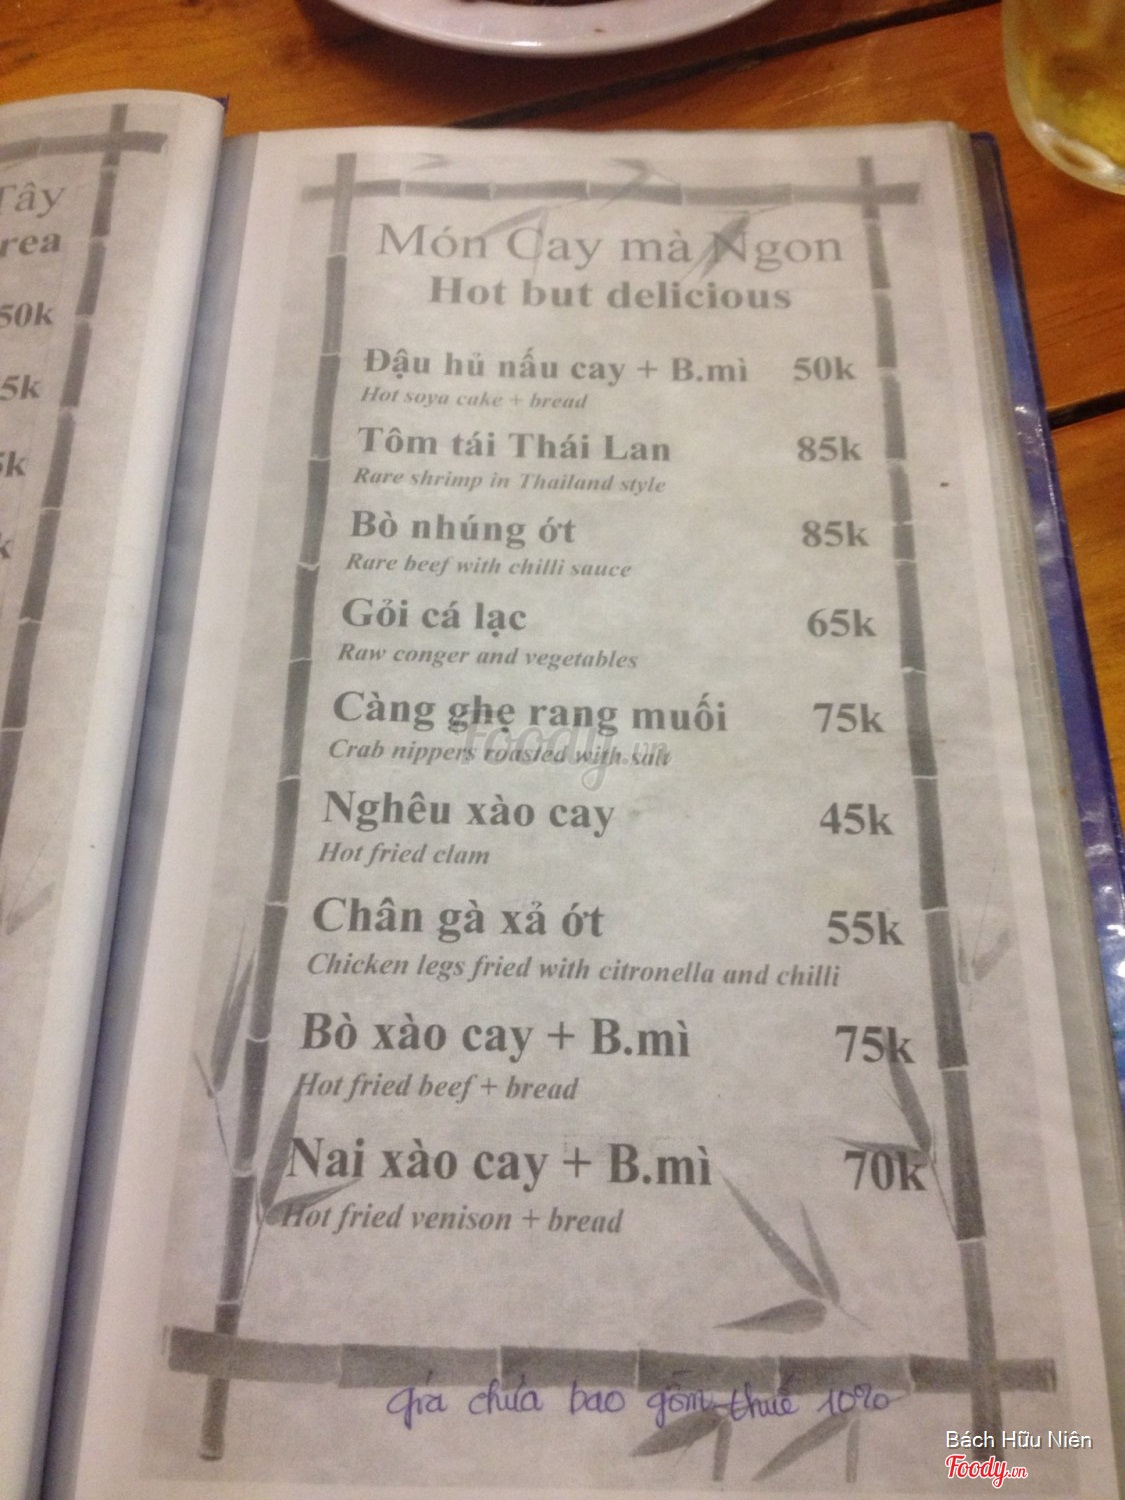 Tây
rea
50k
5k
5k
k
Món Cay mà Ngon
Hot but delicious
Đậu hủ nấu cay + B.mì 50k
Hot soya cake + bread
Tôm tái Thái Lan 85k
Rare shrimp in Thailand style
Bò nhúng ớt 85k
Rare beef with chilli sauce
Gỏi cá lạc 65k
Raw conger and vegetables
Càng ghẹ rang muối 75k
Crab nippers roasted with salt
Foody.vn
Nghêu xào cay 45k
Hot fried clam
Chân gà xả ớt 55k
Chicken legs fried with citronella and chilli
Bò xào cay + B.mì 75k
Hot fried beef + bread
Nai xào cay + B.mì 70k
Hot fried venison + bread
giá chưa bao gồm thuế 10%
Bách Hữu Niên
Foody.vn